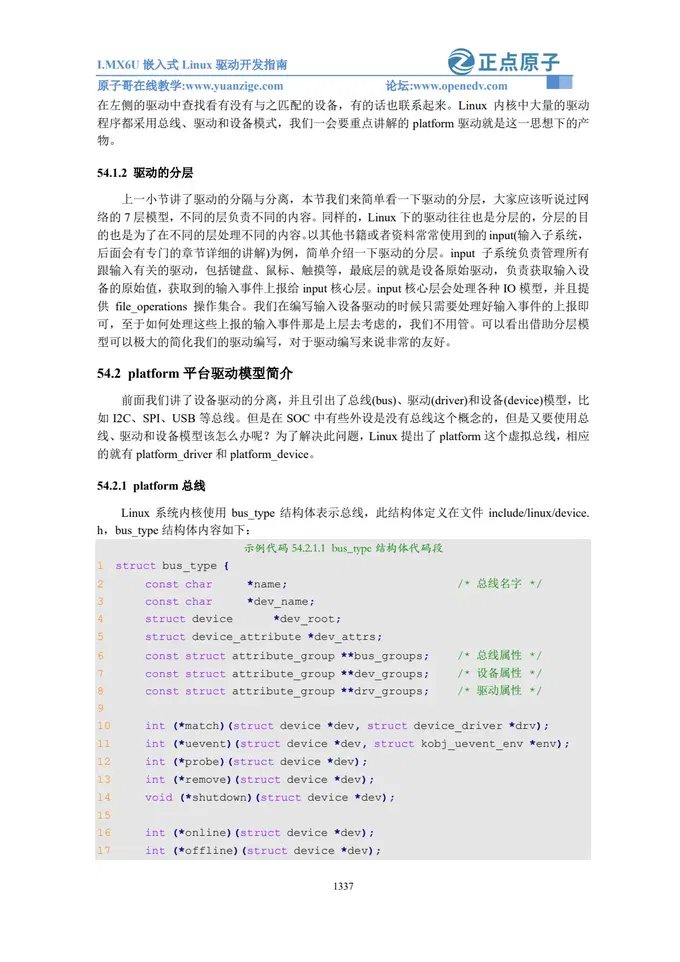 I.MX6U 嵌入式 Linux 驱动开发指南
正点原子
原子哥在线教学:www.yuanzige.com 论坛:www.openedv.com
在左侧的驱动中查找看有没有与之匹配的设备，有的话也联系起来。Linux 内核中大量的驱动
程序都采用总线、驱动和设备模式，我们一会要重点讲解的 platform 驱动就是这一思想下的产
物。
54.1.2 驱动的分层
上一小节讲了驱动的分隔与分离，本节我们来简单看一下驱动的分层，大家应该听说过网
络的 7 层模型，不同的层负责不同的内容。同样的，Linux 下的驱动往往也是分层的，分层的目
的也是为了在不同的层处理不同的内容。以其他书籍或者资料常常使用到的 input(输入子系统，
后面会有专门的章节详细的讲解)为例，简单介绍一下驱动的分层。input 子系统负责管理所有
跟输入有关的驱动，包括键盘、鼠标、触摸等，最底层的就是设备原始驱动，负责获取输入设
备的原始值，获取到的输入事件上报给 input 核心层。input 核心层会处理各种 IO 模型，并且提
供 file_operations 操作集合。我们在编写输入设备驱动的时候只需要处理好输入事件的上报即
可，至于如何处理这些上报的输入事件那是上层去考虑的，我们不用管。可以看出借助分层模
型可以极大的简化我们的驱动编写，对于驱动编写来说非常的友好。
54.2 platform 平台驱动模型简介
前面我们讲了设备驱动的分离，并且引出了总线(bus)、驱动(driver)和设备(device)模型，比
如 I2C、SPI、USB 等总线。但是在 SOC 中有些外设是没有总线这个概念的，但是又要使用总
线、驱动和设备模型该怎么办呢？为了解决此问题，Linux 提出了 platform 这个虚拟总线，相应
的就有 platform_driver 和 platform_device。
54.2.1 platform 总线
Linux 系统内核使用 bus_type 结构体表示总线，此结构体定义在文件 include/linux/device.
h，bus_type 结构体内容如下：
示例代码 54.2.1.1 bus_type 结构体代码段
1 struct bus_type {
2 const char *name; /* 总线名字 */
3 const char *dev_name;
4 struct device *dev_root;
5 struct device_attribute *dev_attrs;
6 const struct attribute_group **bus_groups; /* 总线属性 */
7 const struct attribute_group **dev_groups; /* 设备属性 */
8 const struct attribute_group **drv_groups; /* 驱动属性 */
9
10 int (*match)(struct device *dev, struct device_driver *drv);
11 int (*uevent)(struct device *dev, struct kobj_uevent_env *env);
12 int (*probe)(struct device *dev);
13 int (*remove)(struct device *dev);
14 void (*shutdown)(struct device *dev);
15
16 int (*online)(struct device *dev);
17 int (*offline)(struct device *dev);
1337